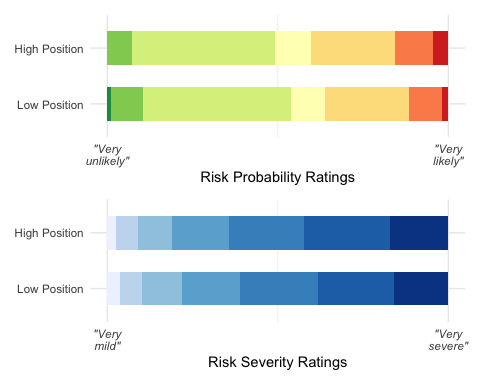 High Position
Low Position
"Very
unlikely"
"Very
likely"
Risk Probability Ratings
High Position
Low Position
"Very
mild"
"Very
severe"
Risk Severity Ratings